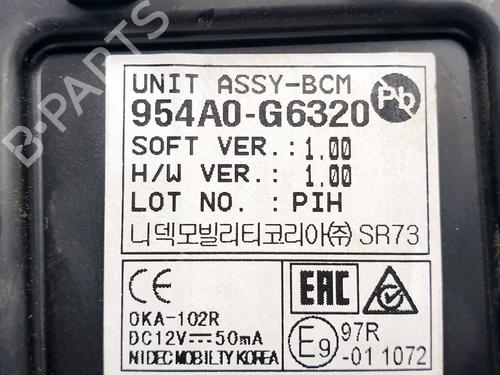 UNIT ASSY-BCM
954A0-G6320
Pb
SOFT VER.: 1.00
H/W VER.: 1.00
LOT NO. : PIH
니덱모빌리티코리아㈜ SR73
CE
OKA-102R
DC12V⎓50mA
NIDEC MOBILTY KOREA
EAC
E9
97R
-01 1072
B-PARTS